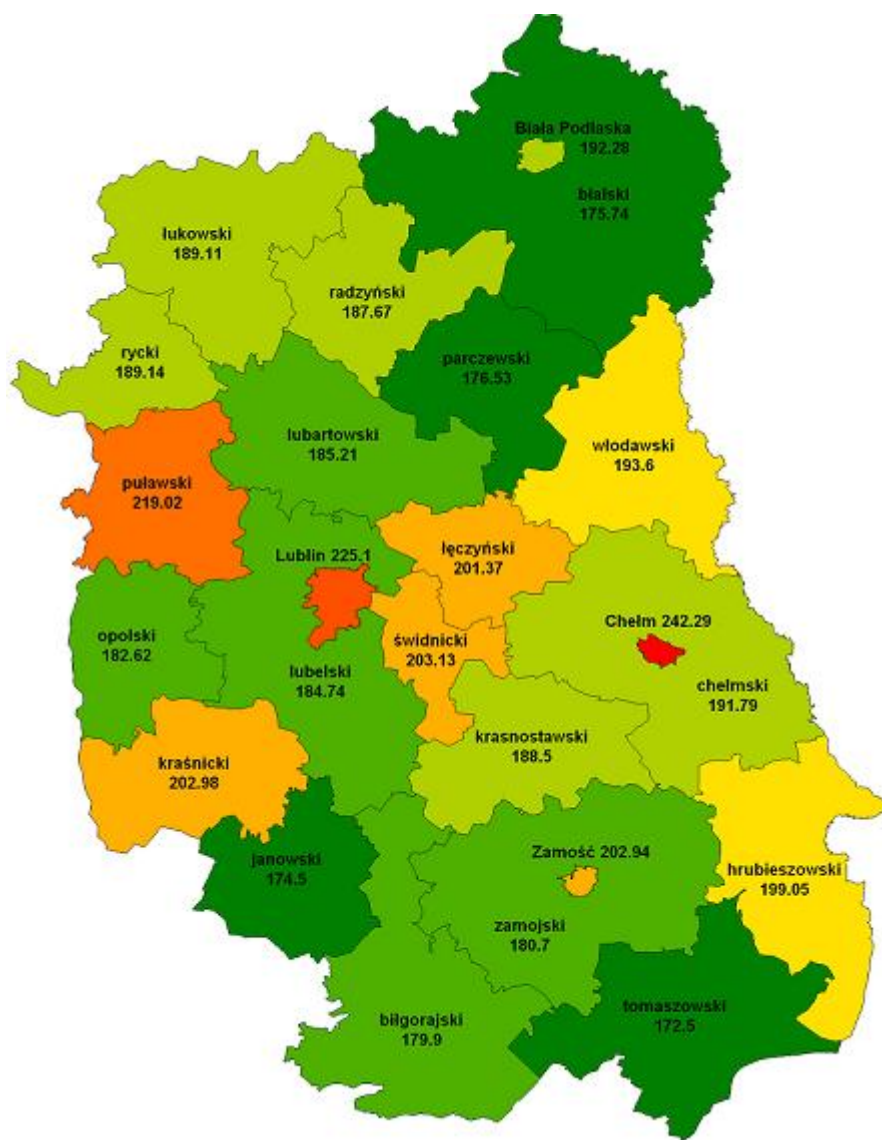 Biała Podlaska
192.28
bialski
175.74
łukowski
189.11
radzyński
187.67
rycki
189.14
parczewski
176.53
lubartowski
185.21
włodawski
193.6
puławski
219.02
Lublin 225.1
łęczyński
201.37
opolski
182.62
świdnicki
203.13
Chełm 242.29
lubelski
184.74
chelmski
191.79
krasnostawski
188.5
kraśnicki
202.98
janowski
174.5
Zamość 202.94
hrubieszowski
199.05
zamojski
180.7
biłgorajski
179.9
tomaszowski
172.5